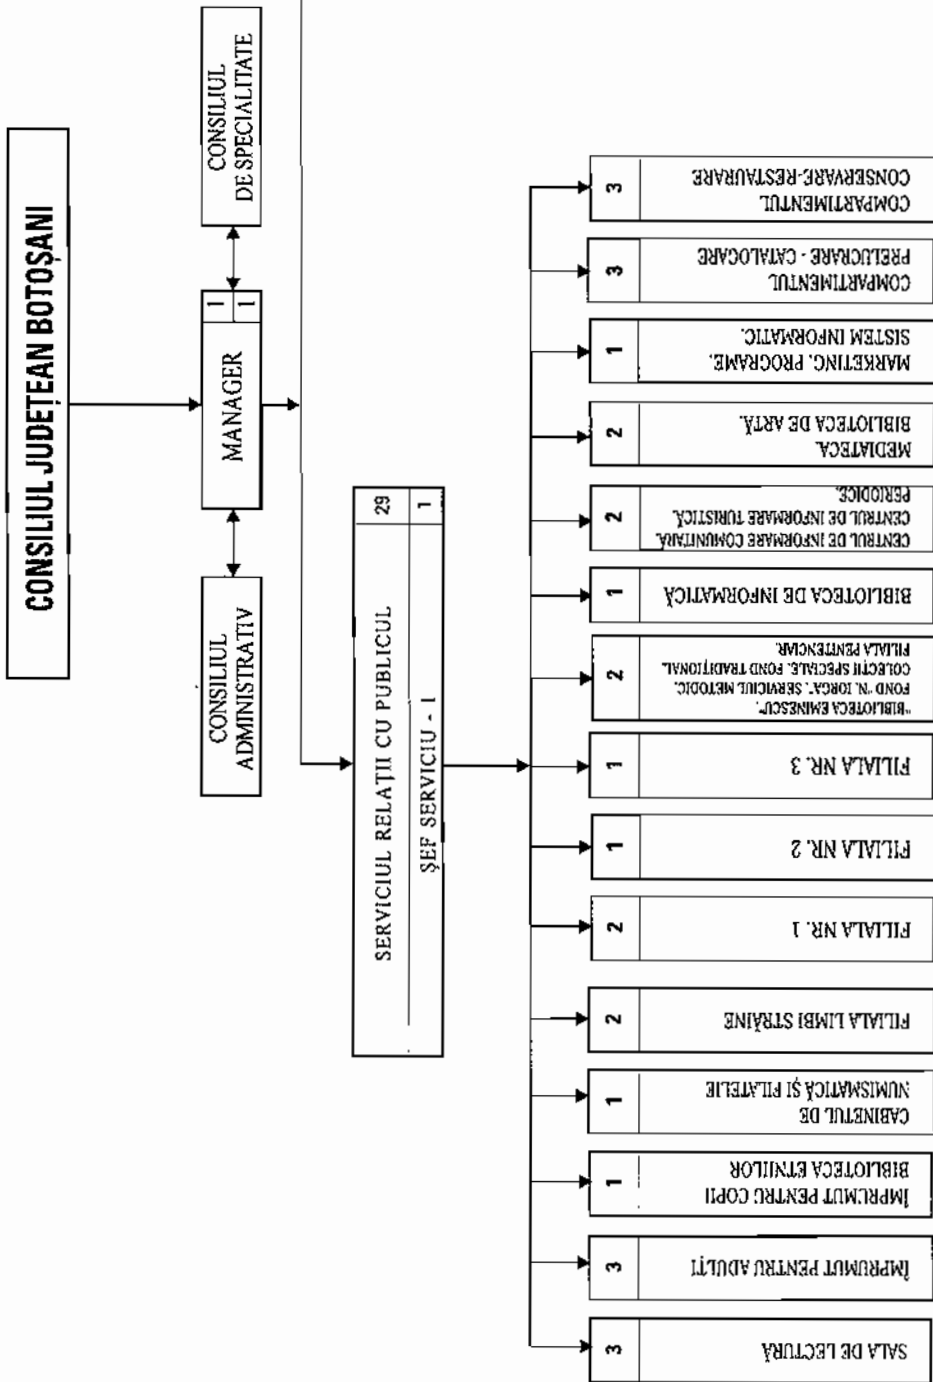 CONSILIUL JUDEȚEAN BOTOȘANI
CONSILIUL
ADMINISTRATIV
MANAGER
1
1
CONSILIUL
DE SPECIALITATE
SERVICIUL RELAȚII CU PUBLICUL
29
ȘEF SERVICIU - 1
1
3
SALA DE LECTURĂ
3
ÎMPRUMUT PENTRU ADULȚI
1
ÎMPRUMUT PENTRU COPII
BIBLIOTECA ETNIILOR
1
CABINETUL DE
NUMISMATICĂ ȘI FILATELIE
2
FILIALA LIMBI STRĂINE
2
FILIALA NR. 1
1
FILIALA NR. 2
1
FILIALA NR. 3
2
"BIBLIOTECA EMINESCU".
FOND "N. IORGA". SERVICIUL METODIC.
COLECȚII SPECIALE. FOND TRADIȚIONAL.
FILIALA PENITENCIAR.
1
BIBLIOTECA DE INFORMATICĂ
2
CENTRUL DE INFORMARE COMUNITARĂ.
CENTRUL DE INFORMARE TURISTICĂ.
PERIODICE.
2
MEDIATECA.
BIBLIOTECA DE ARTĂ.
1
MARKETING. PROGRAME.
SISTEM INFORMATIC.
3
COMPARTIMENTUL
PRELUCRARE - CATALOGARE
3
COMPARTIMENTUL
CONSERVARE-RESTAURARE